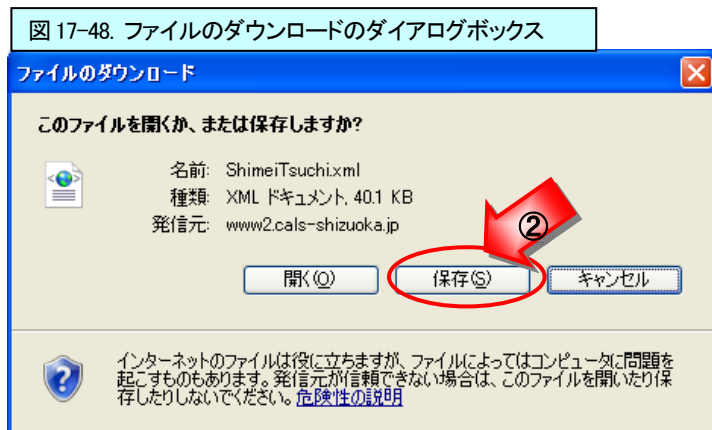 図 17-48. ファイルのダウンロードのダイアログボックス
ファイルのダウンロード
このファイルを開くか、または保存しますか?
名前: ShimeiTsuchi.xml
種類: XML ドキュメント, 40.1 KB
発信元: www2.cals-shizuoka.jp
②
開く(O) 保存(S) キャンセル
インターネットのファイルは役に立ちますが、ファイルによってはコンピュータに問題を
起こすものもあります。発信元が信頼できない場合は、このファイルを開いたり保
存したりしないでください。危険性の説明